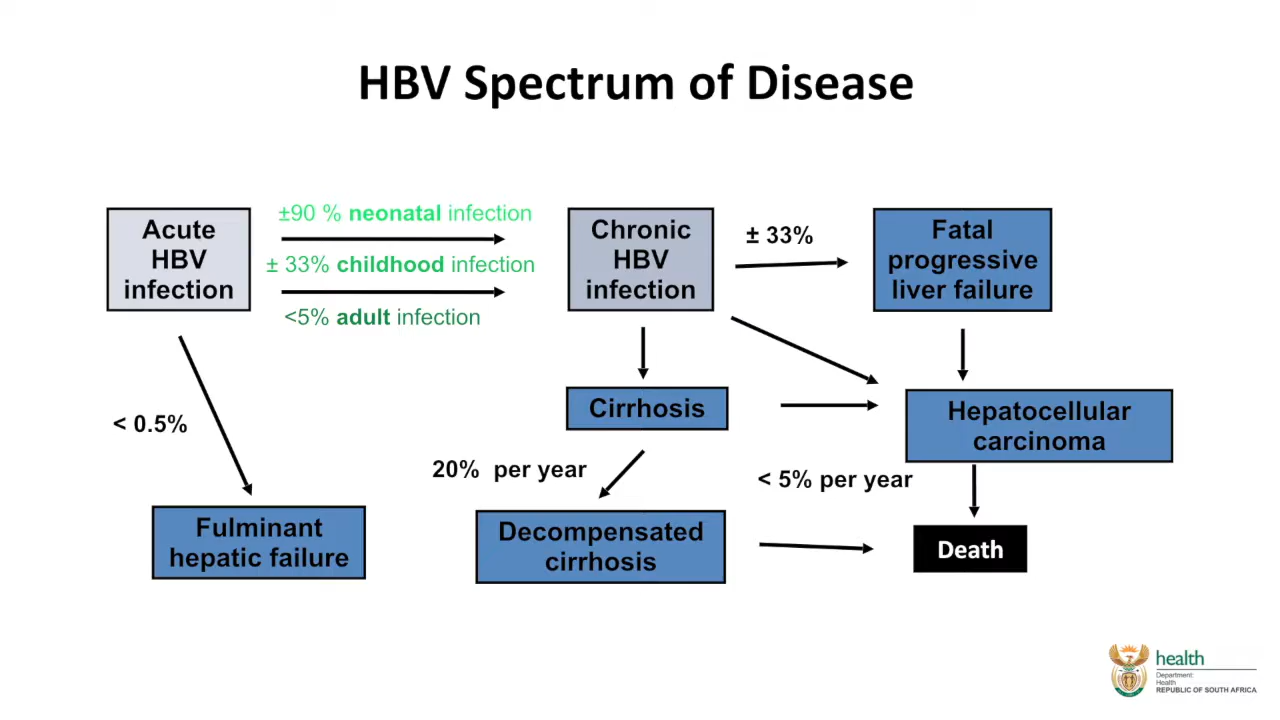 HBV Spectrum of Disease
±90 % neonatal infection
Acute
HBV
infection
± 33% childhood infection
<5% adult infection
Chronic
HBV
infection
± 33%
Fatal
progressive
liver failure
Cirrhosis
Hepatocellular
carcinoma
< 0.5%
20%  per year
< 5% per year
Fulminant
hepatic failure
Decompensated
cirrhosis
Death
health
Department:
Health
REPUBLIC OF SOUTH AFRICA